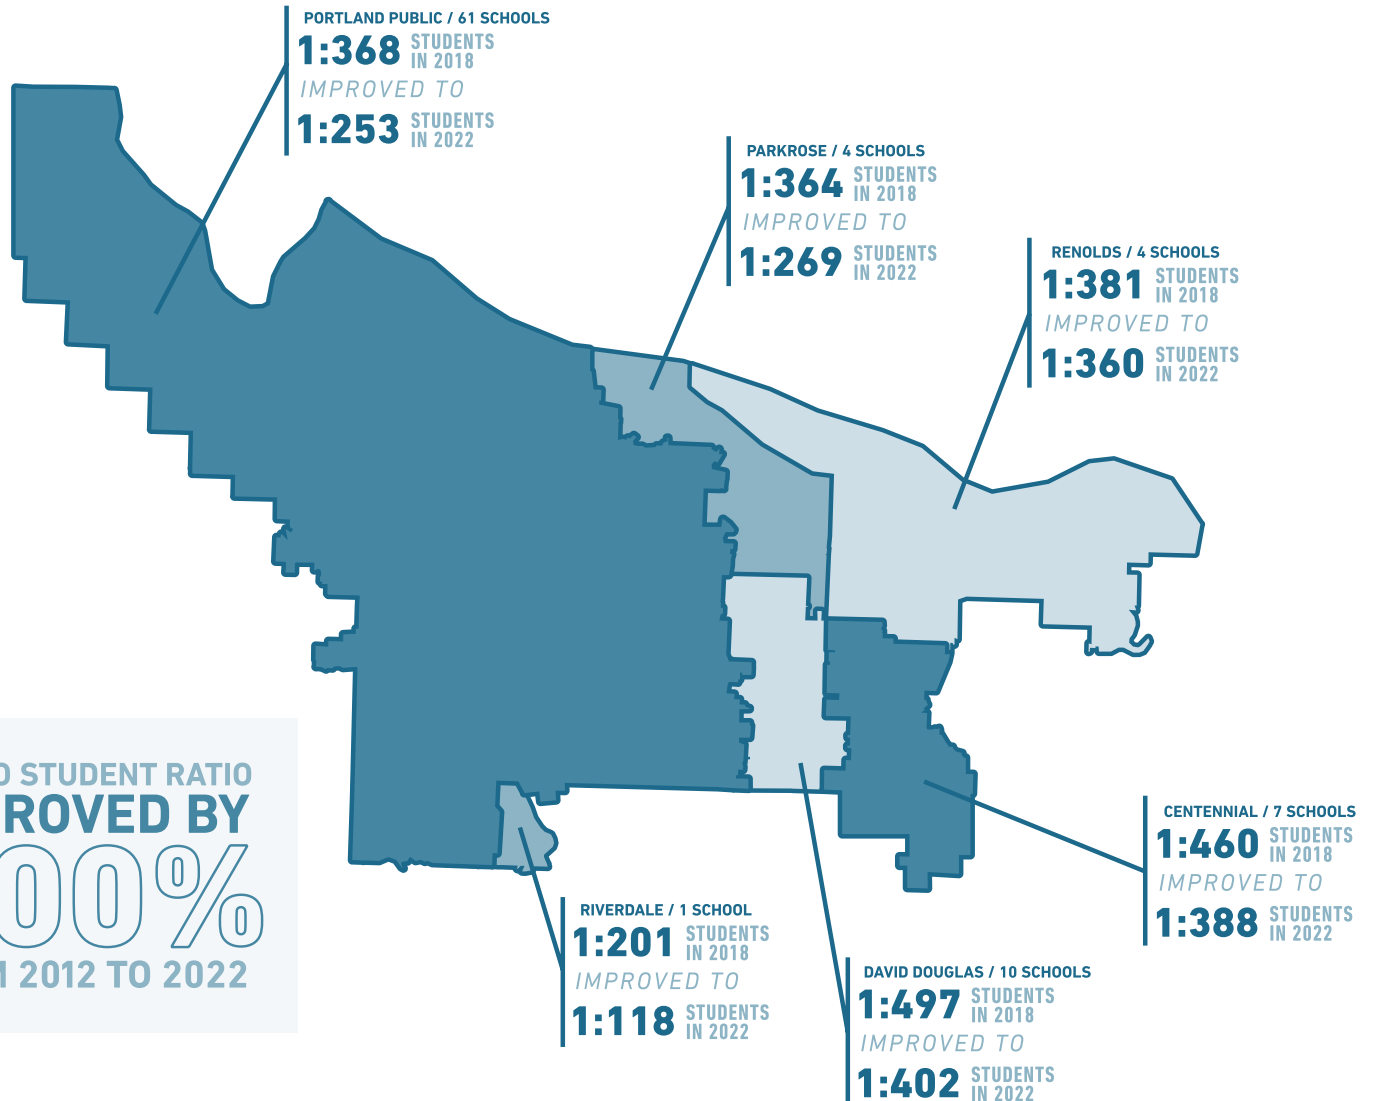 PORTLAND PUBLIC / 61 SCHOOLS
1:368 STUDENTS IN 2018
IMPROVED TO
1:253 STUDENTS IN 2022
PARKROSE / 4 SCHOOLS
1:364 STUDENTS IN 2018
IMPROVED TO
1:269 STUDENTS IN 2022
RENOLDS / 4 SCHOOLS
1:381 STUDENTS IN 2018
IMPROVED TO
1:360 STUDENTS IN 2022
STUDENT RATIO
ROVED BY
00%
2012 TO 2022
CENTENNIAL / 7 SCHOOLS
1:460 STUDENTS IN 2018
IMPROVED TO
1:388 STUDENTS IN 2022
RIVERDALE / 1 SCHOOL
1:201 STUDENTS IN 2018
IMPROVED TO
1:118 STUDENTS IN 2022
DAVID DOUGLAS / 10 SCHOOLS
1:497 STUDENTS IN 2018
IMPROVED TO
1:402 STUDENTS IN 2022